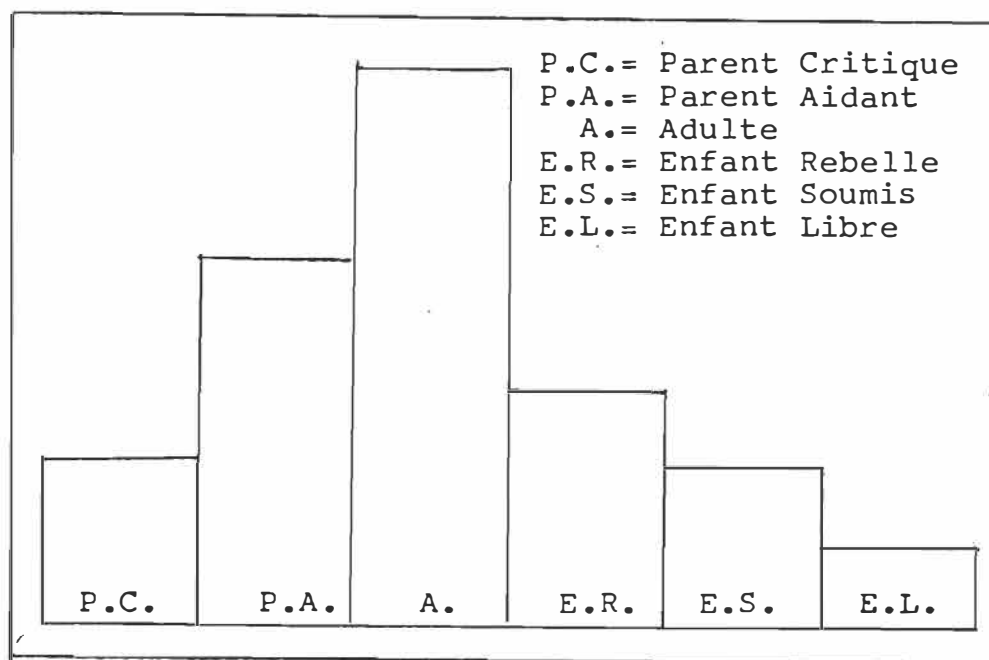 P.C.= Parent Critique
P.A.= Parent Aidant
A.= Adulte
E.R.= Enfant Rebelle
E.S.= Enfant Soumis
E.L.= Enfant Libre
P.C. P.A. A. E.R. E.S. E.L.